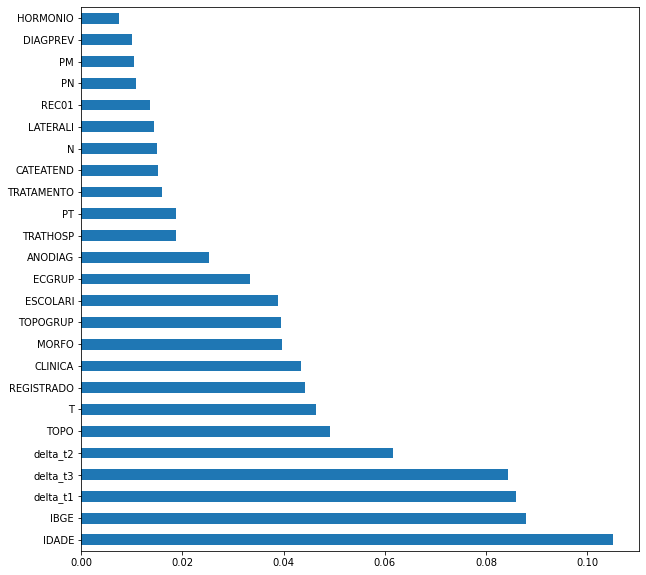 HORMONIO
DIAGPREV
PM
PN
REC01
LATERALI
N
CATEATEND
TRATAMENTO
PT
TRATHOSP
ANODIAG
ECGRUP
ESCOLARI
TOPOGRUP
MORFO
CLINICA
REGISTRADO
T
TOPO
delta_t2
delta_t3
delta_t1
IBGE
IDADE
0.00 0.02 0.04 0.06 0.08 0.10